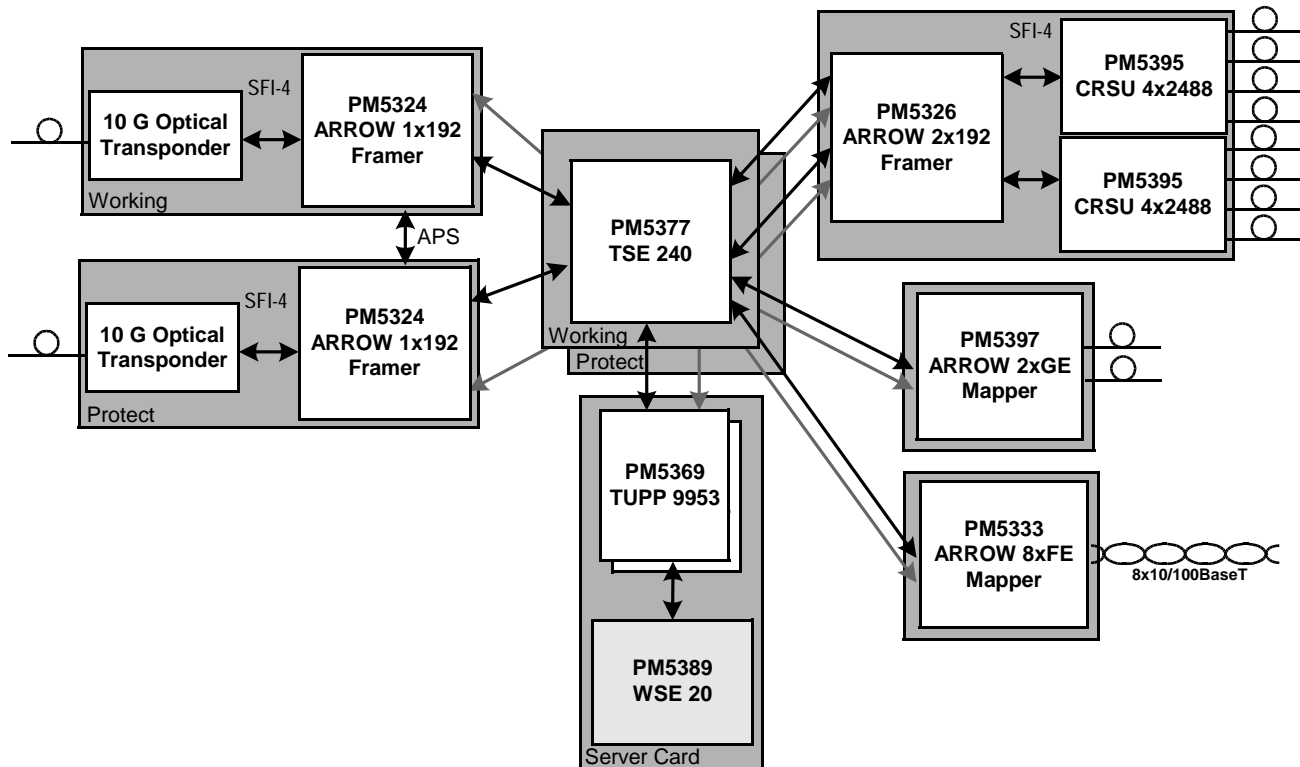 SFI-4
10 G Optical
Transponder
PM5324
ARROW 1x192
Framer
Working
APS
SFI-4
10 G Optical
Transponder
PM5324
ARROW 1x192
Framer
Protect
PM5377
TSE 240
Working
Protect
PM5369
TUPP 9953
PM5389
WSE 20
Server Card
SFI-4
PM5326
ARROW 2x192
Framer
PM5395
CRSU 4x2488
PM5395
CRSU 4x2488
PM5397
ARROW 2xGE
Mapper
PM5333
ARROW 8xFE
Mapper
8x10/100BaseT